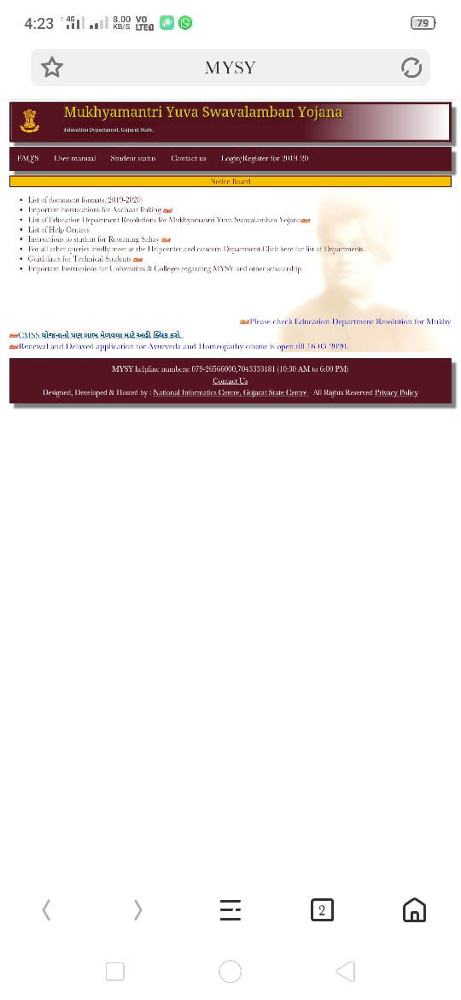 4:23 4G 8.00 KB/S VO LTE 79
MYSY
Mukhyamantri Yuva Swavalamban Yojana
Education Department, Gujarat State.
FAQ'S User manual Student status Contact us Login/Register for 2019-20
Notice Board
List of document formats.(2019-2020)
Important instructions for Aadhaar linking
List of Education Department Resolutions for Mukhyamantri Yuva Swavalamban Yojana
List of Help Centres
Instructions to student for Returning Sahay
For all other queries kindly meet at the Helpcenter and concern Department.Click here for list of Departments.
Guidelines for Technical Students
Important Instructions for Universities & Colleges regarding MYSY and other scholarship.
Please check Education Department Resolution for Mukhy
CMSS યોજનાનો પણ લાભ મેળવવા માટે અહી ક્લિક કરો
Renewal and Delayed application for Ayurveda and Homeopathy course is open till 16-03-2020.
MYSY helpline numbers: 079-26566000,7043333181 (10:30 AM to 6:00 PM)
Contact Us
Designed, Developed & Hosted by : National Informatics Centre, Gujarat State Centre All Rights Reserved Privacy Policy
2